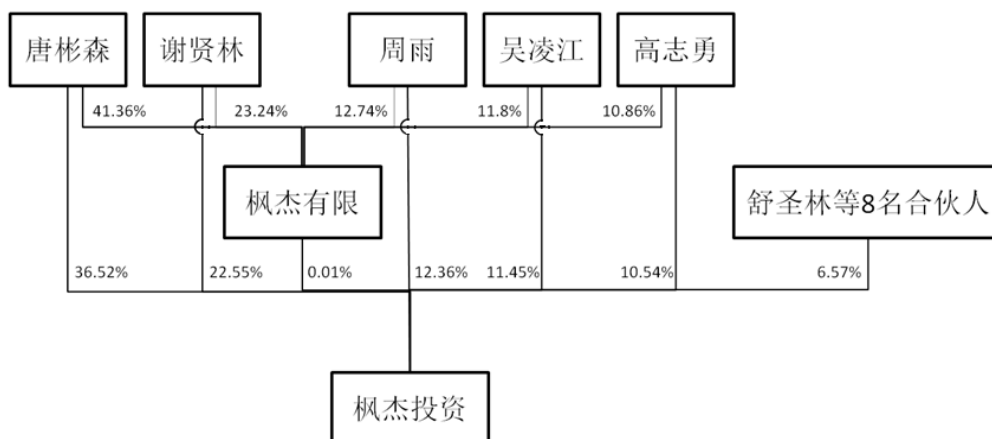 唐彬森
谢贤林
周雨
吴凌江
高志勇
41.36%
23.24%
12.74%
11.8%
10.86%
枫杰有限
舒圣林等8名合伙人
36.52%
22.55%
0.01%
12.36%
11.45%
10.54%
6.57%
枫杰投资